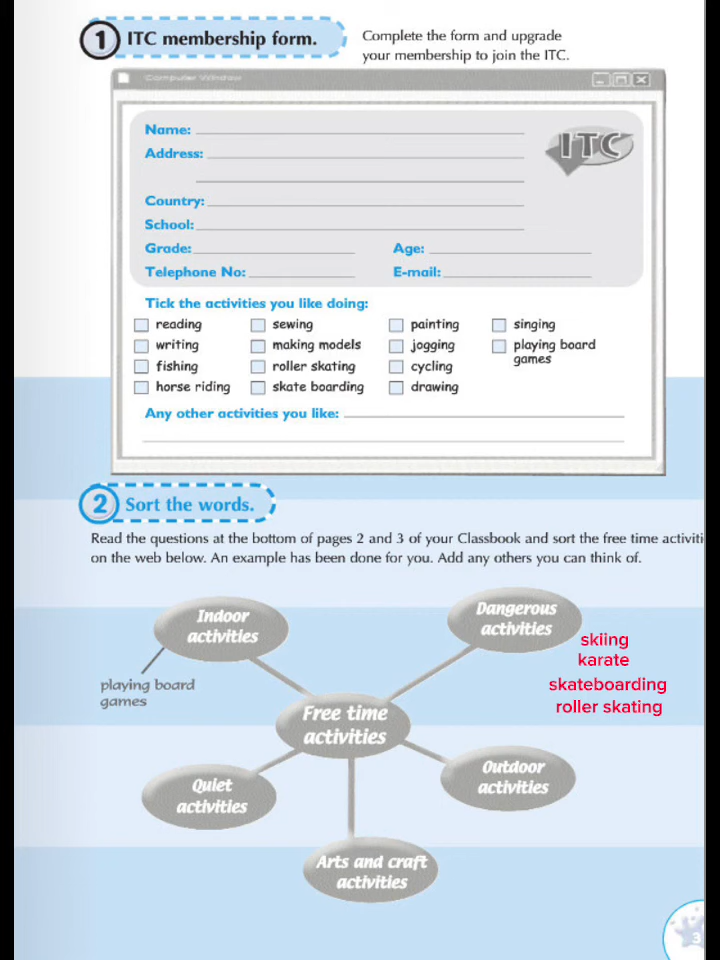 1 ITC membership form.
Complete the form and upgrade
your membership to join the ITC.
Computer Window
Name:
Address:
ITC
Country:
School:
Grade: Age:
Telephone No: E-mail:
Tick the activities you like doing:
reading sewing painting singing
writing making models jogging playing board
games
fishing roller skating cycling
horse riding skate boarding drawing
Any other activities you like:
2 Sort the words.
Read the questions at the bottom of pages 2 and 3 of your Classbook and sort the free time activiti
on the web below. An example has been done for you. Add any others you can think of.
Indoor
activities
Dangerous
activities
skiing
karate
skateboarding
roller skating
playing board
games
Free time
activities
Quiet
activities
Outdoor
activities
Arts and craft
activities
3